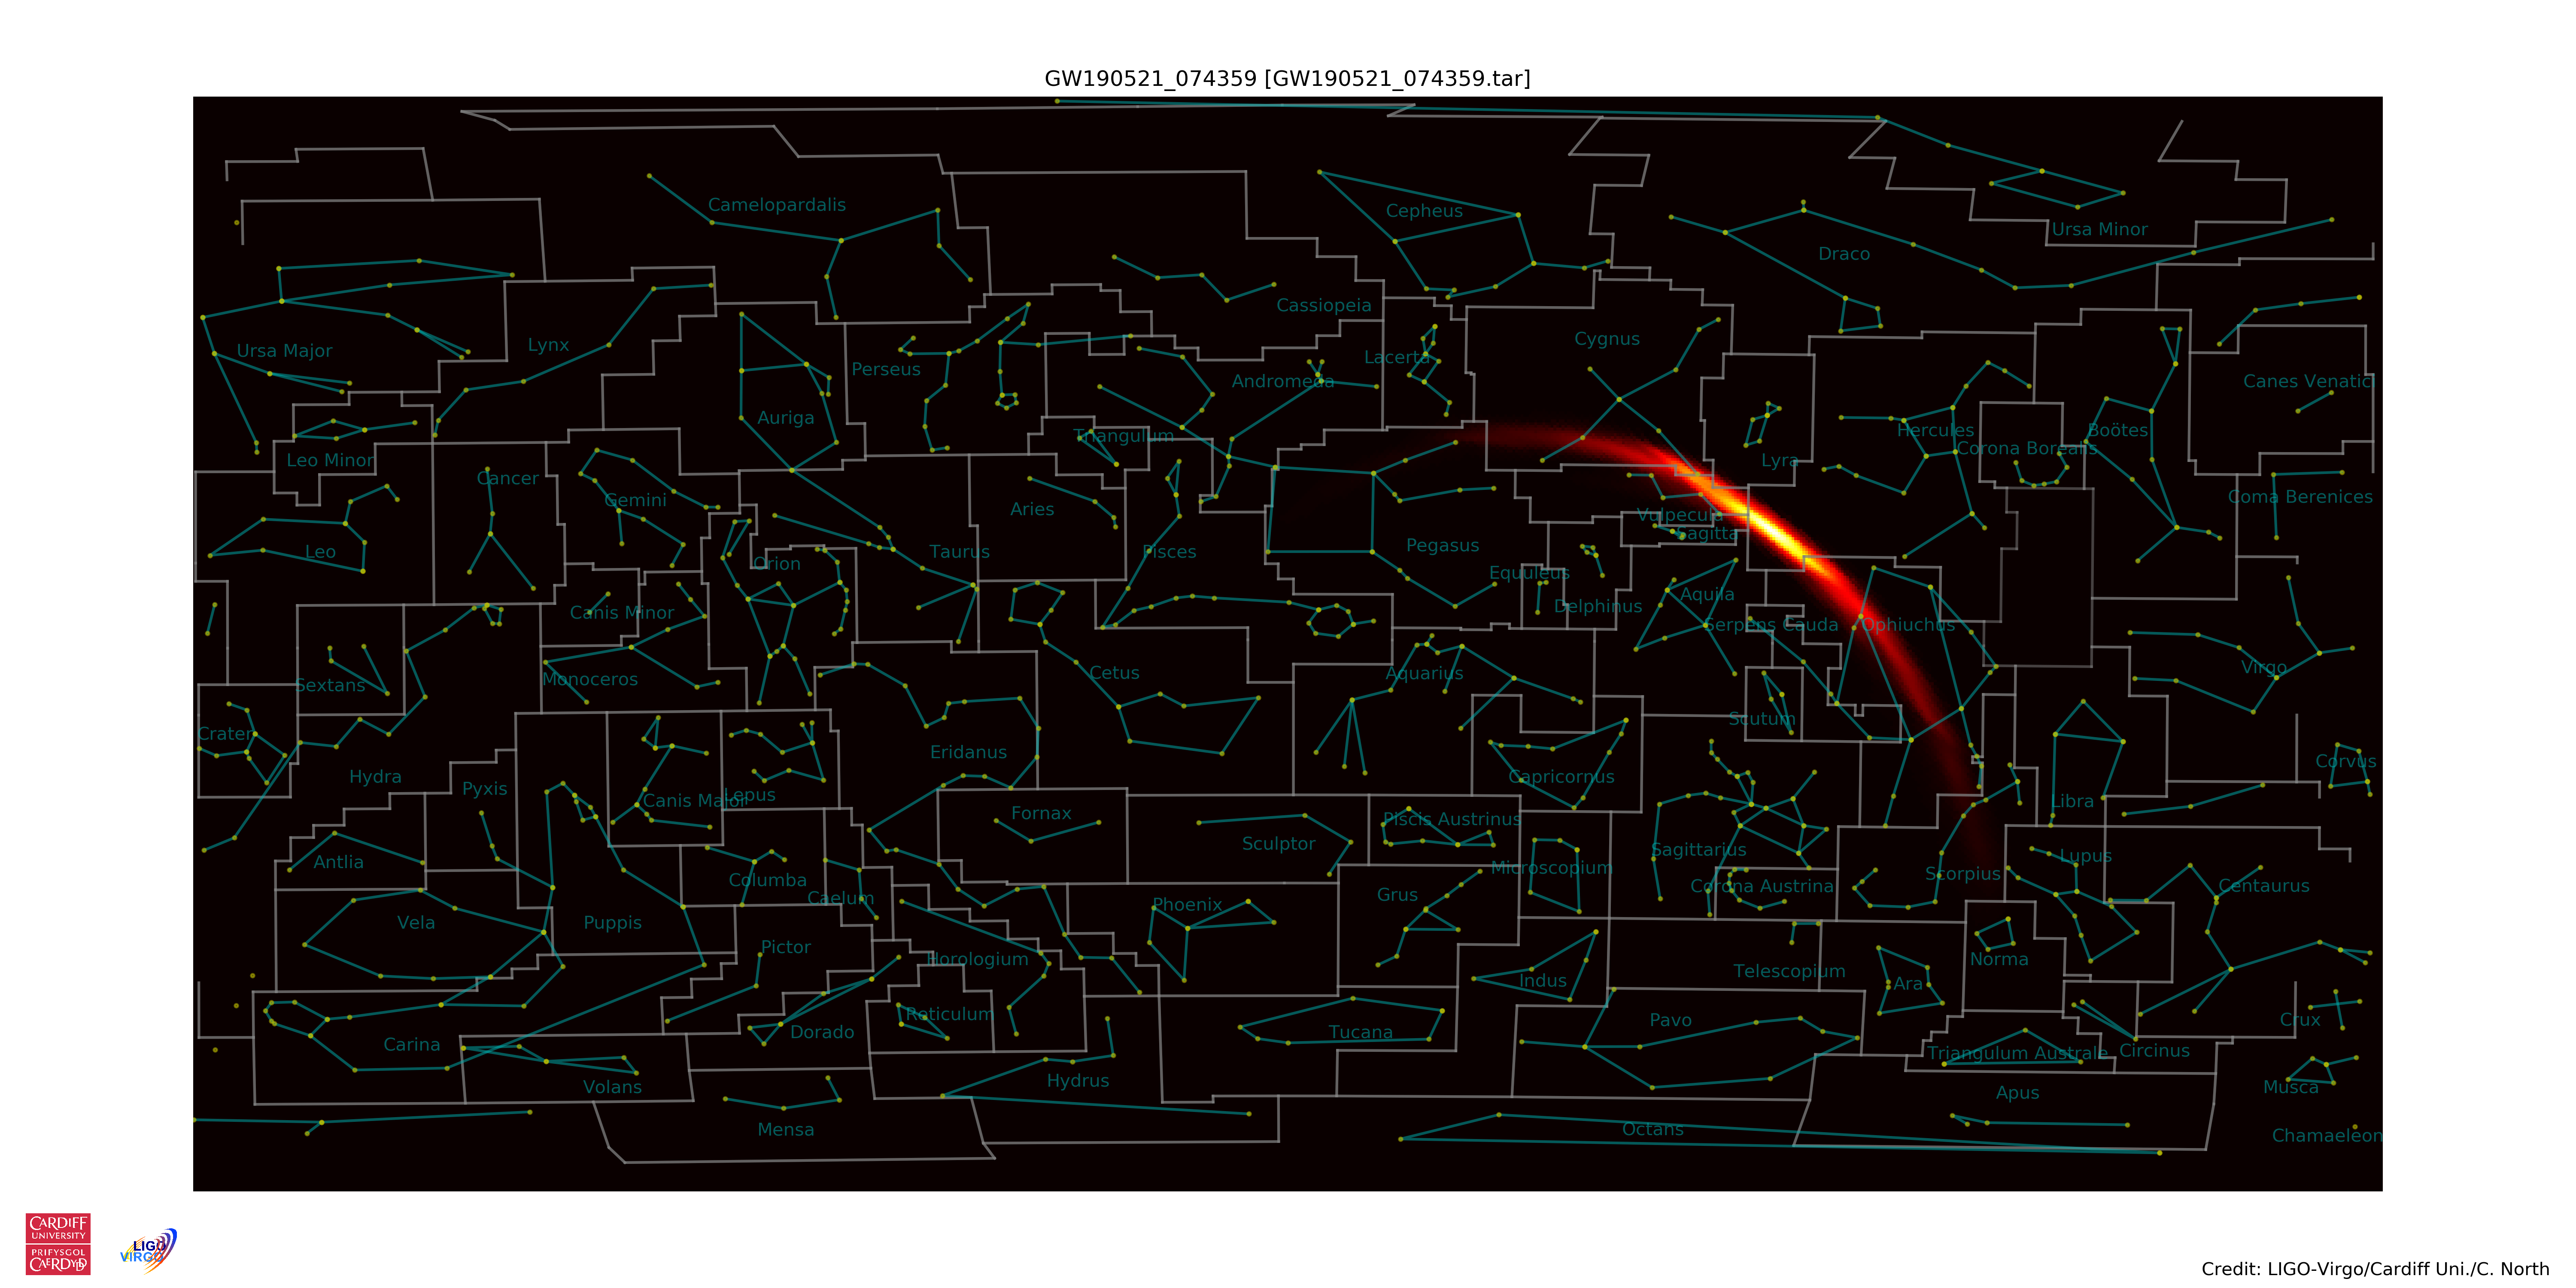 GW190521_074359 [GW190521_074359.tar]
Camelopardalis
Cepheus
Ursa Minor
Draco
Cassiopeia
Cygnus
Lynx
Ursa Major
Lacerta
Perseus
Andromeda
Canes Venatici
Auriga
Hercules
Boötes
Triangulum
Corona Borealis
Leo Minor
Lyra
Cancer
Gemini
Coma Berenices
Aries
Vulpecula
Sagitta
Pegasus
Leo
Taurus
Pisces
Orion
Equuleus
Aquila
Delphinus
Canis Minor
Serpens Cauda
Ophiuchus
Virgo
Cetus
Aquarius
Monoceros
Sextans
Scutum
Crater
Eridanus
Corvus
Hydra
Capricornus
Pyxis
Lepus
Canis Major
Libra
Fornax
Piscis Austrinus
Sculptor
Sagittarius
Lupus
Antlia
Microscopium
Scorpius
Columba
Corona Austrina
Centaurus
Grus
Caelum
Phoenix
Vela
Puppis
Pictor
Horologium
Norma
Telescopium
Indus
Ara
Reticulum
Pavo
Crux
Dorado
Tucana
Carina
Circinus
Triangulum Australe
Hydrus
Volans
Musca
Apus
Mensa
Octans
Chamaeleon
CARDIFF
UNIVERSITY
PRIFYSGOL
CAERDYDD
LIGO
VIRGO
Credit: LIGO-Virgo/Cardiff Uni./C. North